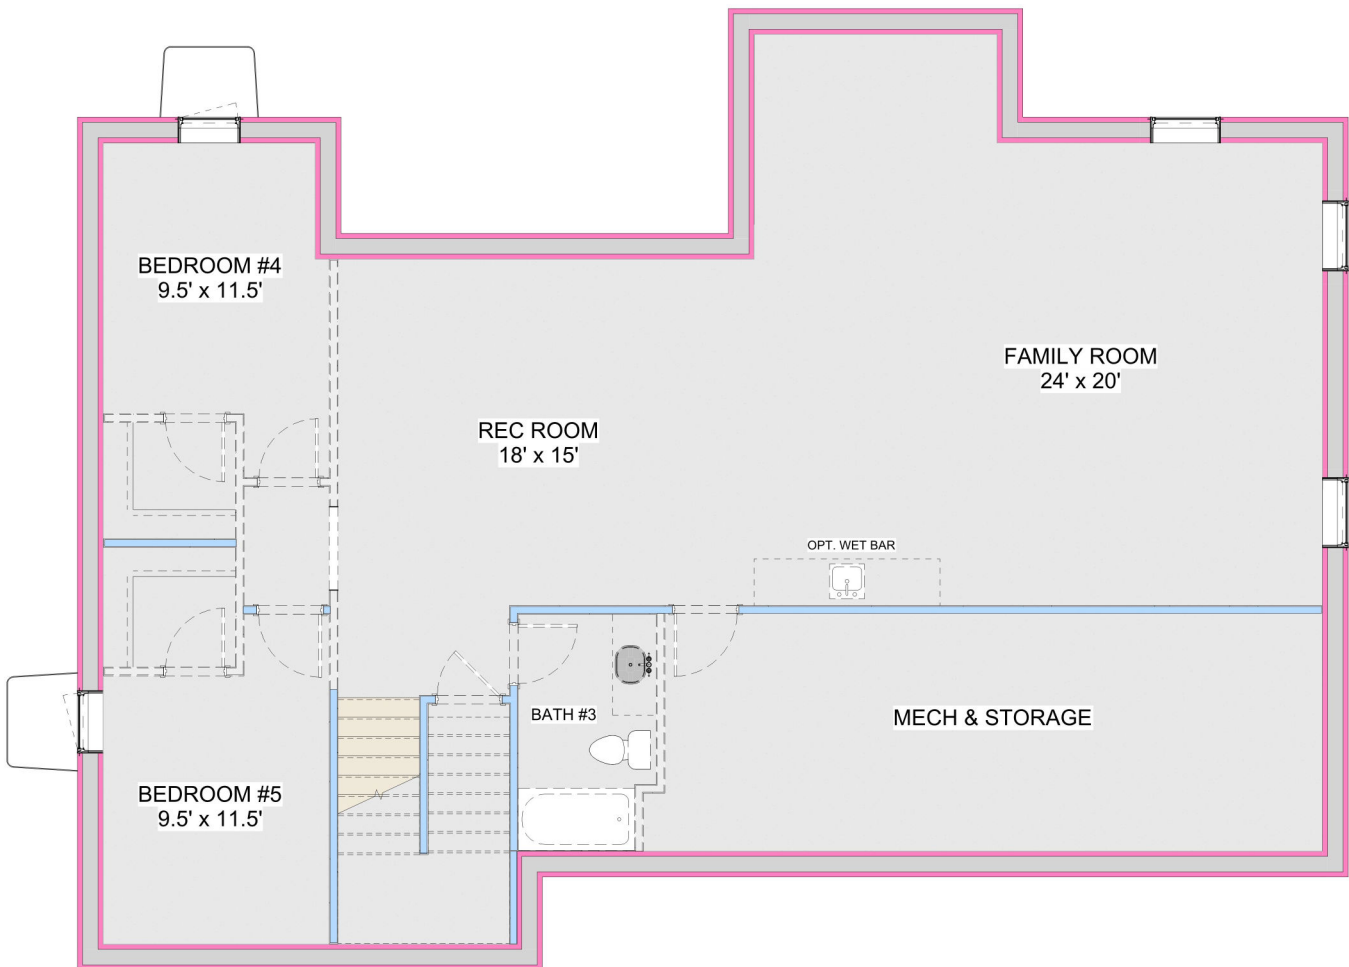 BEDROOM #4
9.5' x 11.5'
FAMILY ROOM
24' x 20'
REC ROOM
18' x 15'
OPT. WET BAR
BATH #3
MECH & STORAGE
BEDROOM #5
9.5' x 11.5'